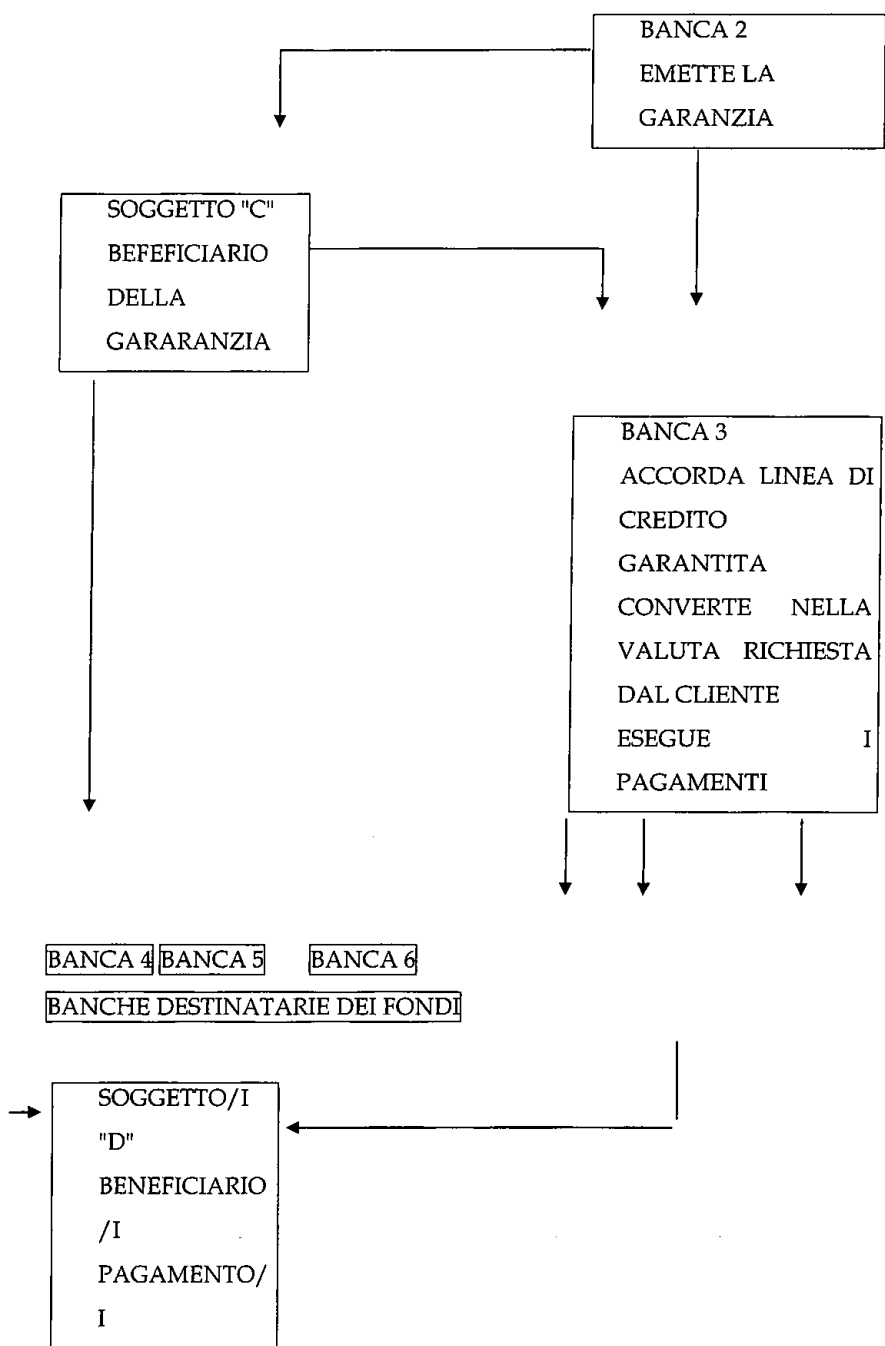 BANCA 2
EMETTE LA
GARANZIA
SOGGETTO "C"
BEFEFICIARIO
DELLA
GARARANZIA
BANCA 3
ACCORDA LINEA DI
CREDITO
GARANTITA
CONVERTE NELLA
VALUTA RICHIESTA
DAL CLIENTE
ESEGUE I
PAGAMENTI
BANCA 4 BANCA 5 BANCA 6
BANCHE DESTINATARIE DEI FONDI
SOGGETTO/I
"D"
BENEFICIARIO
/I
PAGAMENTO/
I